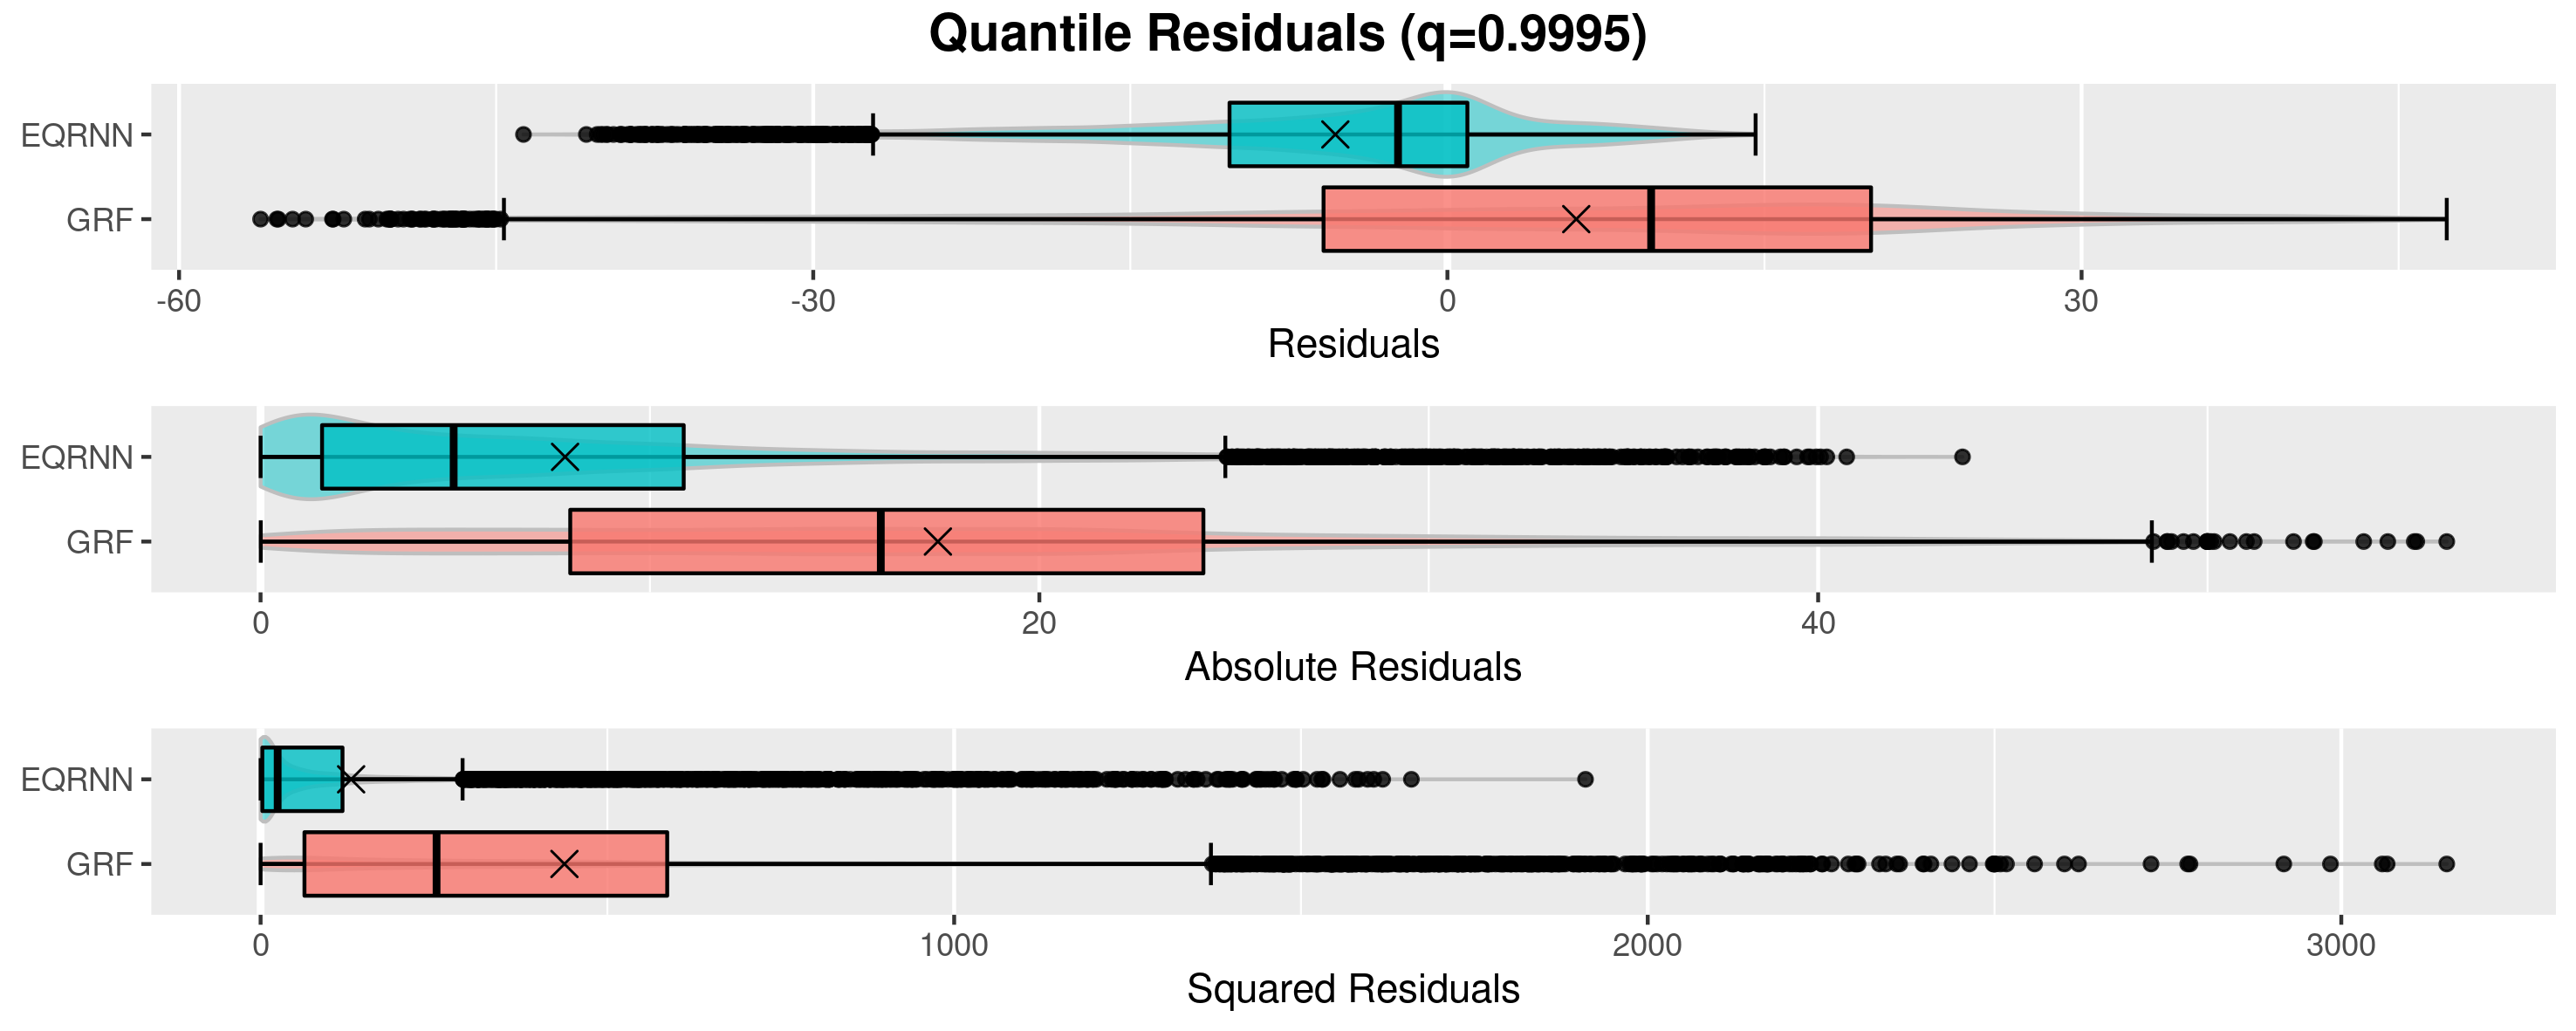 Quantile Residuals (q=0.9995)
EQRNN
GRF
-60 -30 0 30
Residuals
EQRNN
GRF
0 20 40
Absolute Residuals
EQRNN
GRF
0 1000 2000 3000
Squared Residuals